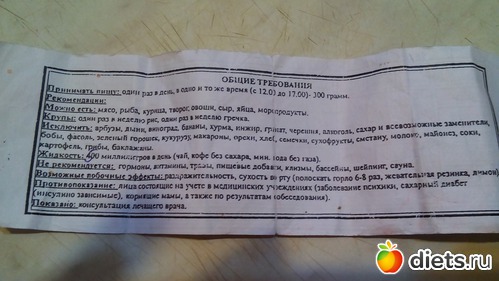 ОБЩИЕ ТРЕБОВАНИЯ
Принимать пищу: один раз в день, в одно и то же время (с 12.00 до 17.00)- 300 грамм.
Рекомендации:
Можно есть: мясо, рыба, курица, творог, овощи, сыр, яйца, морепродукты.
Крупы: один раз в неделю рис, один раз в неделю гречка.
Исключить: арбузы, дыни, виноград, бананы, хурма, инжир, гранат, черешня, алкоголь, сахар и всевозможные заменители,
бобы, фасоль, зеленый горошек, кукурузу, макароны, орехи, хлеб, семечки, сухофрукты, сметану, молоко, майонез, соки,
картофель, грибы, баклажаны.
Жидкость: 400 миллилитров в день (чай, кофе без сахара, мин. вода без газа).
Не рекомендуется: гормоны, витамины, травы, пищевые добавки, клизмы, бассейны, шейпинг, сауна.
Возможные побочные эффекты: раздражительность, сухость во рту (полоскать горло 6-8 раз, жевательная резинка, лимон)
Противопоказание: лица состоящие на учете в медицинских учреждениях (заболевание психики, сахарный диабет
(инсулино зависимые), кормящие мамы, а также по результатам собеседования).
Показано: консультация лечащего врача.
diets.ru